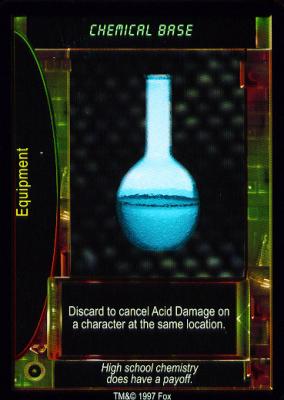 CHEMICAL BASE
Equipment
Discard to cancel Acid Damage on
a character at the same location.
High school chemistry
does have a payoff.
TM&© 1997 Fox